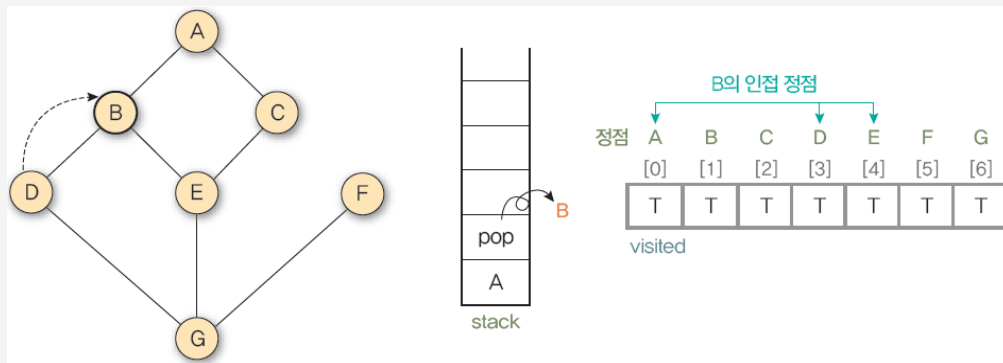 A
B
C
D
E
F
G
pop
B
A
stack
B의 인접 정점
정점 A B C D E F G
[0] [1] [2] [3] [4] [5] [6]
T T T T T T T
visited